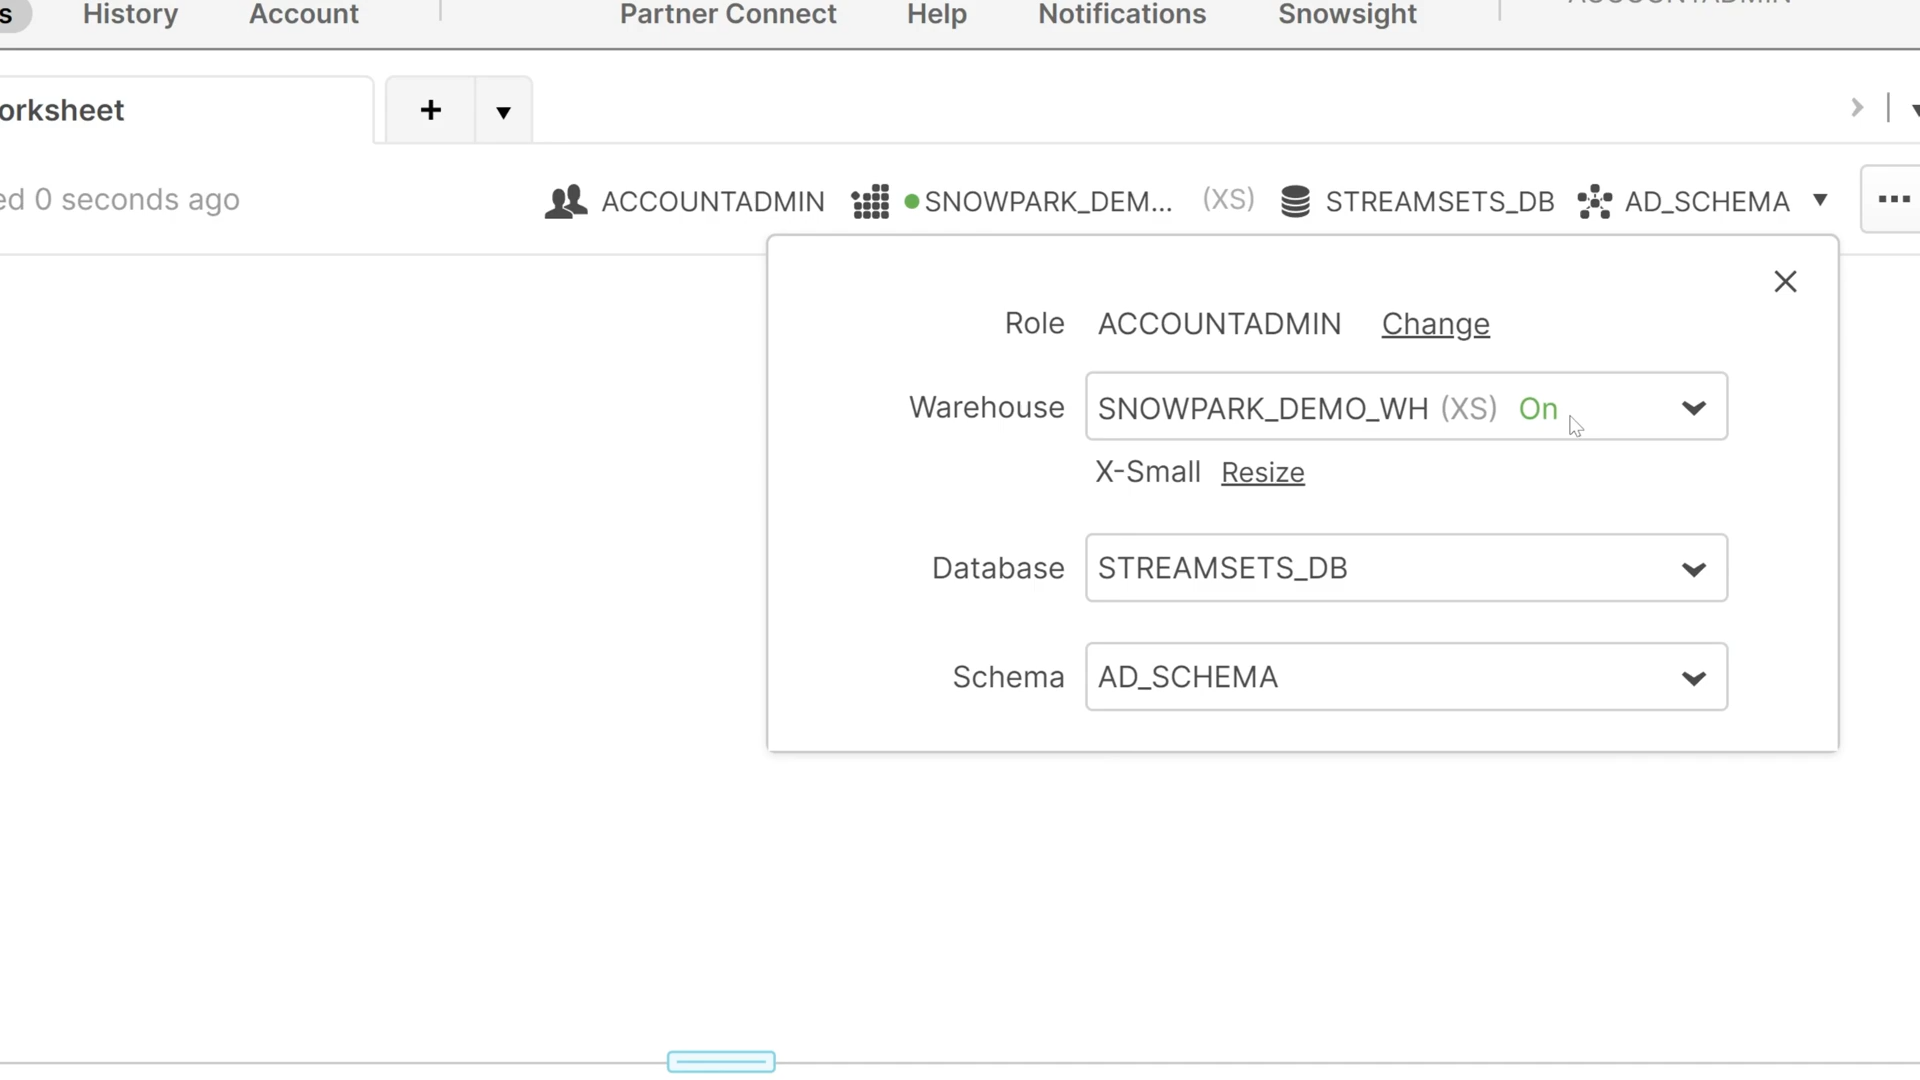 s History Account Partner Connect Help Notifications Snowsight ACCOUNTADMIN
orksheet + ▼
ed 0 seconds ago ACCOUNTADMIN SNOWPARK_DEM... (XS) STREAMSETS_DB AD_SCHEMA
Role ACCOUNTADMIN Change
Warehouse SNOWPARK_DEMO_WH (XS) On
X-Small Resize
Database STREAMSETS_DB
Schema AD_SCHEMA